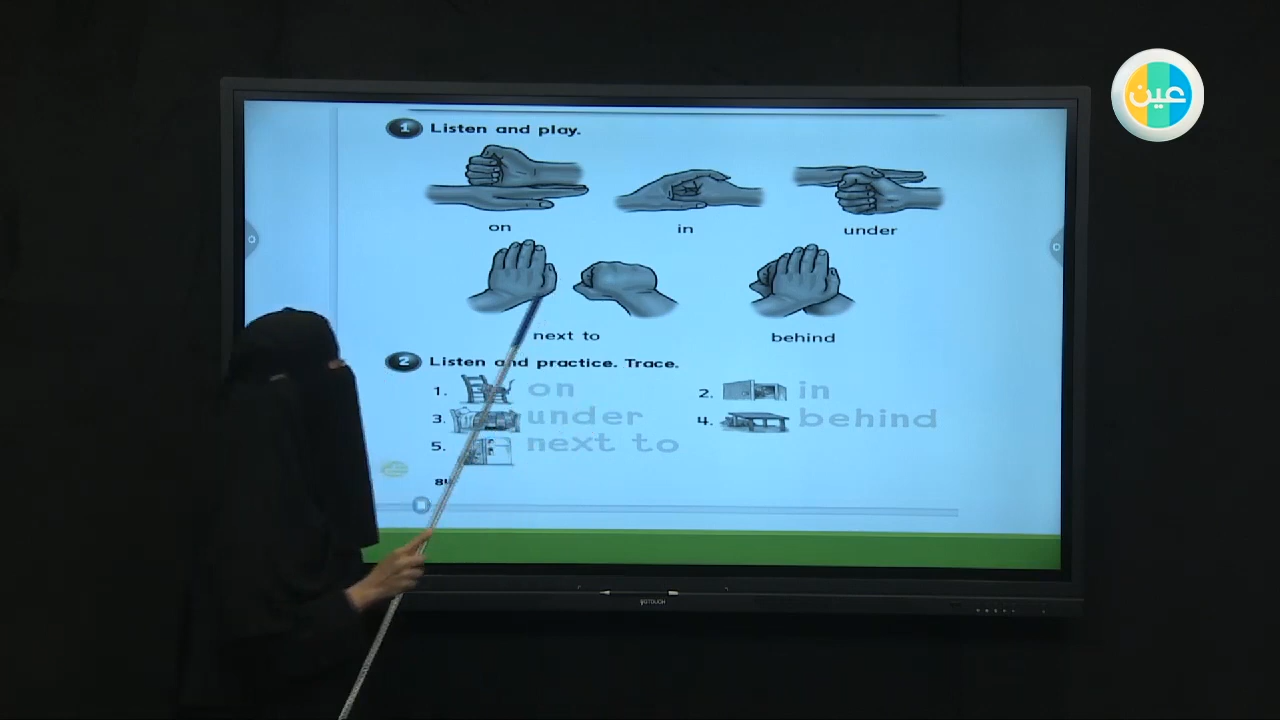 عين
1 Listen and play.
on in under
next to behind
2 Listen and practice. Trace.
1. on 2. in
3. under 4. behind
5. next to
84